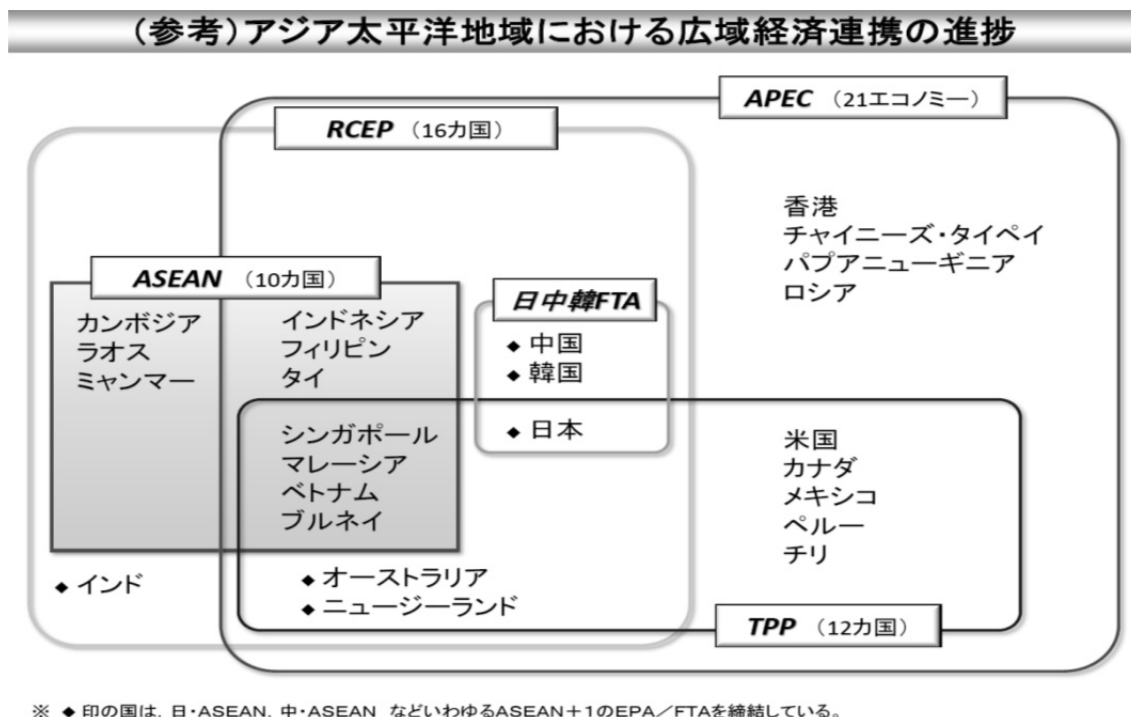 (参考)アジア太平洋地域における広域経済連携の進捗
APEC (21エコノミー)
RCEP (16カ国)
香港
チャイニーズ・タイペイ
パプアニューギニア
ロシア
ASEAN (10カ国)
カンボジア
ラオス
ミャンマー
インドネシア
フィリピン
タイ
日中韓FTA
◆ 中国
◆ 韓国
◆ 日本
シンガポール
マレーシア
ベトナム
ブルネイ
米国
カナダ
メキシコ
ペルー
チリ
◆ インド
◆ オーストラリア
◆ ニュージーランド
TPP (12カ国)
※ ◆ 印の国は、日・ASEAN、中・ASEAN などいわゆるASEAN+1のEPA/FTAを締結している。